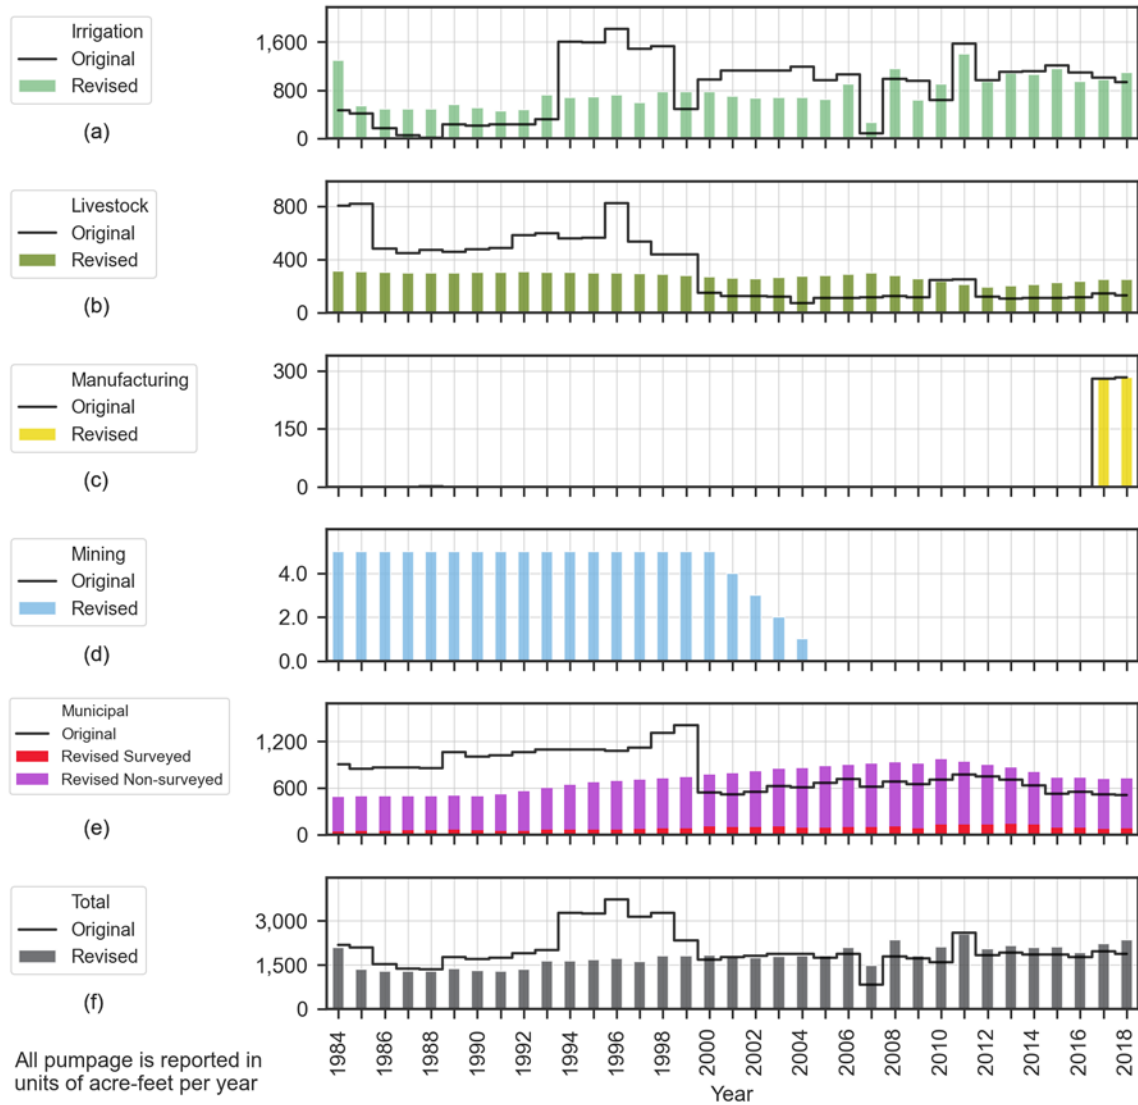 Irrigation
Original
Revised
(a)
1,600
800
0
Livestock
Original
Revised
(b)
800
400
0
Manufacturing
Original
Revised
(c)
300
150
0
Mining
Original
Revised
(d)
4.0
2.0
0.0
Municipal
Original
Revised Surveyed
Revised Non-surveyed
(e)
1,200
600
0
Total
Original
Revised
(f)
3,000
1,500
0
1984 1986 1988 1990 1992 1994 1996 1998 2000 2002 2004 2006 2008 2010 2012 2014 2016 2018
Year
All pumpage is reported in
units of acre-feet per year